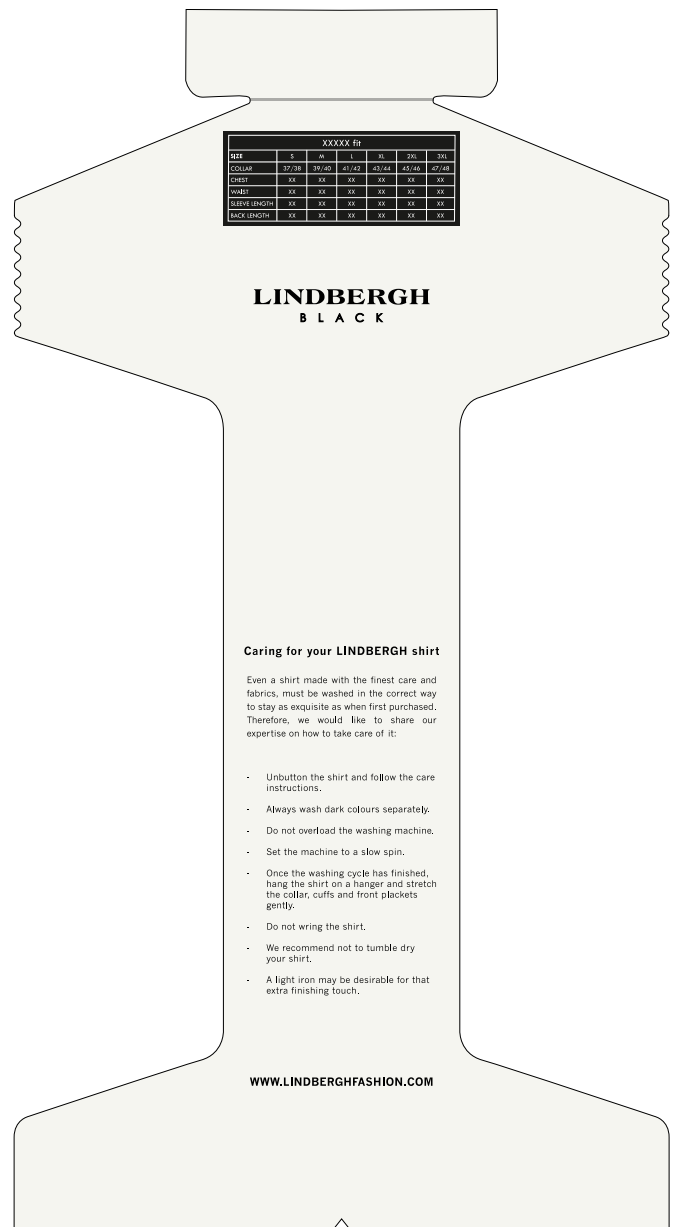 XXXXX fit
SIZE S M L XL 2XL 3XL
COLLAR 37/38 39/40 41/42 43/44 45/46 47/48
CHEST XX XX XX XX XX XX
WAIST XX XX XX XX XX XX
SLEEVE LENGTH XX XX XX XX XX XX
BACK LENGTH XX XX XX XX XX XX
LINDBERGH
BLACK
Caring for your LINDBERGH shirt
Even a shirt made with the finest care and
fabrics, must be washed in the correct way
to stay as exquisite as when first purchased.
Therefore, we would like to share our
expertise on how to take care of it:
- Unbutton the shirt and follow the care
instructions.
- Always wash dark colours separately.
- Do not overload the washing machine.
- Set the machine to a slow spin.
- Once the washing cycle has finished,
hang the shirt on a hanger and stretch
the collar, cuffs and front plackets
gently.
- Do not wring the shirt.
- We recommend not to tumble dry
your shirt.
- A light iron may be desirable for that
extra finishing touch.
WWW.LINDBERGHFASHION.COM